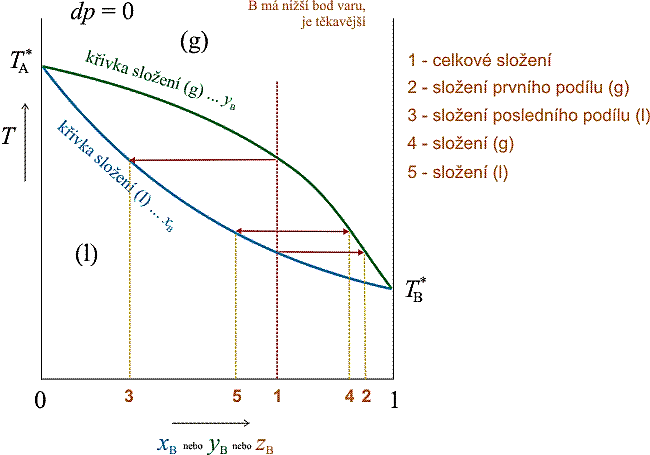 dp = 0
B má nižší bod varu,
je těkavější
(g)
T*A
křivka složení (g) ... yB
1 - celkové složení
2 - složení prvního podílu (g)
3 - složení posledního podílu (l)
4 - složení (g)
5 - složení (l)
T
křivka složení (l) ... xB
(l)
T*B
0
3
5
1
4
2
1
xB nebo yB nebo zB